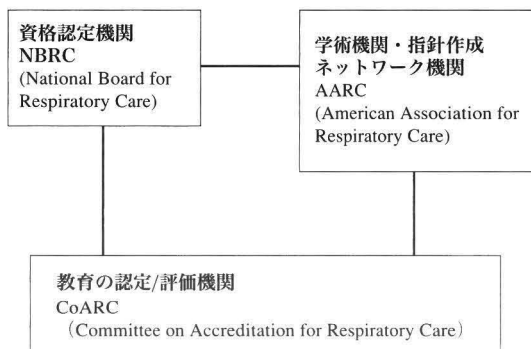 資格認定機関
NBRC
(National Board for
Respiratory Care)
学術機関・指針作成
ネットワーク機関
AARC
(American Association for
Respiratory Care)
教育の認定/評価機関
CoARC
(Committee on Accreditation for Respiratory Care)